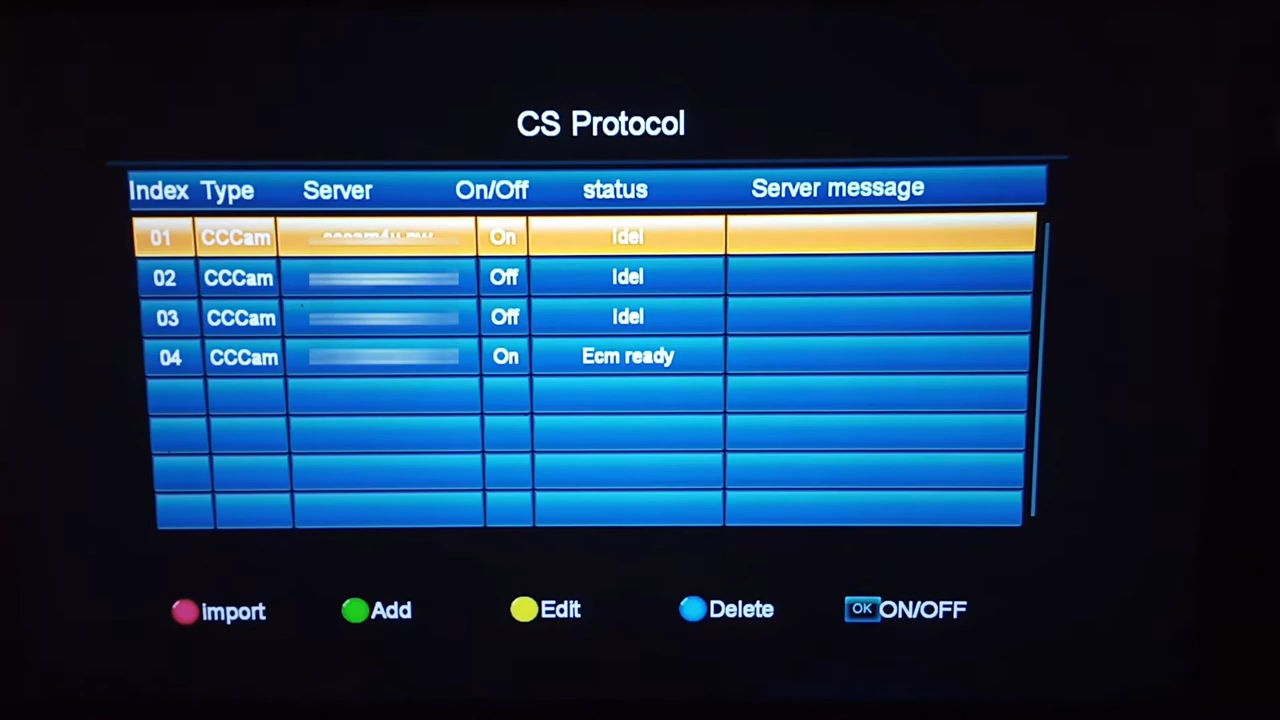 CS Protocol
Index Type Server On/Off status Server message
01 CCCam On Idel
02 CCCam Off Idel
03 CCCam Off Idel
04 CCCam On Ecm ready
import Add Edit Delete OK ON/OFF